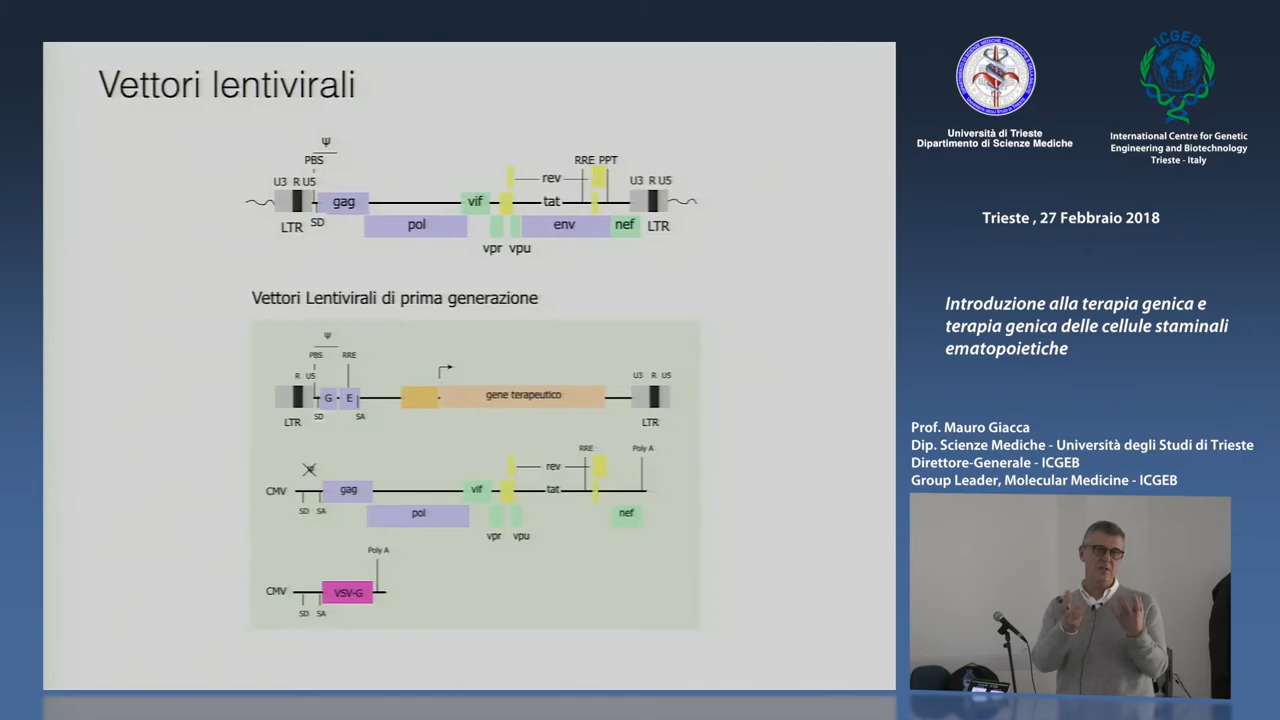 Vettori lentivirali
Ψ
PBS
RRE PPT
U3 R U5
rev
U3 R U5
gag
vif
tat
LTR
SD
pol
env
nef
LTR
vpr
vpu
Vettori Lentivirali di prima generazione
Ψ
PBS
RRE
R U5
U3 R U5
G
E
gene terapeutico
SD
SA
LTR
LTR
RRE
Poly A
Ψ
rev
CMV
gag
vif
tat
SD
SA
pol
nef
vpr
vpu
Poly A
CMV
VSV-G
SD
SA
ICGEB
Università di Trieste
Dipartimento di Scienze Mediche
International Centre for Genetic
Engineering and Biotechnology
Trieste - Italy
Trieste , 27 Febbraio 2018
Introduzione alla terapia genica e
terapia genica delle cellule staminali
ematopoietiche
Prof. Mauro Giacca
Dip. Scienze Mediche - Università degli Studi di Trieste
Direttore-Generale - ICGEB
Group Leader, Molecular Medicine - ICGEB